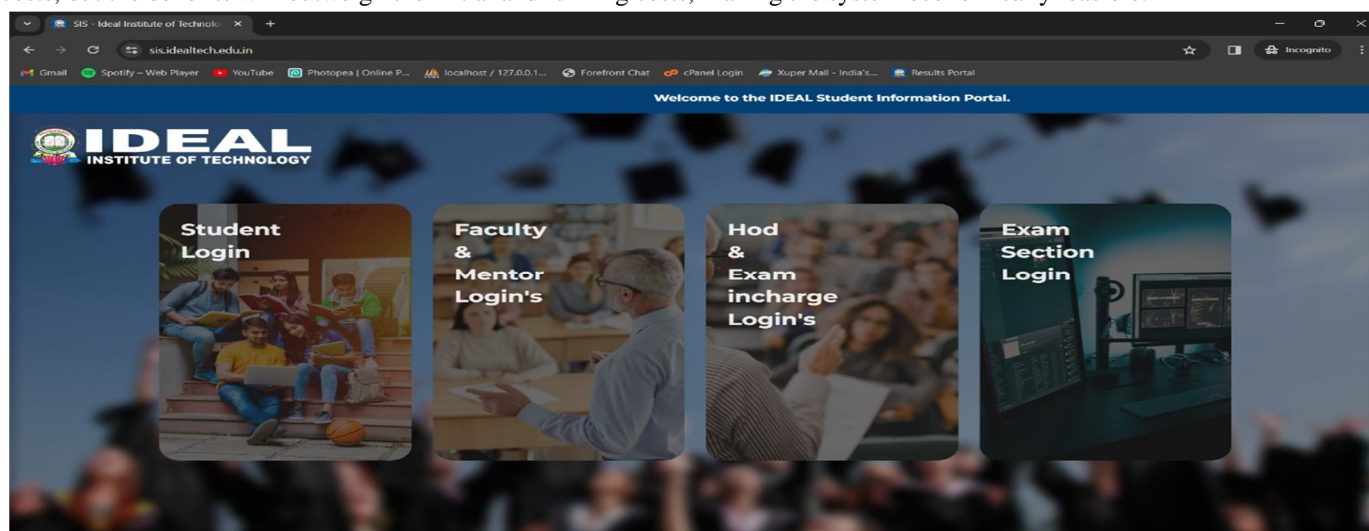 SIS - Ideal Institute of Technolo
sis.idealtech.edu.in
Incognito
Gmail Spotify – Web Player YouTube Photopea | Online P... localhost / 127.0.0.1... Forefront Chat cPanel Login Xuper Mall - India's... Results Portal
Welcome to the IDEAL Student Information Portal.
IDEAL
INSTITUTE OF TECHNOLOGY
Student
Login
Faculty
&
Mentor
Login's
Hod
&
Exam
incharge
Login's
Exam
Section
Login